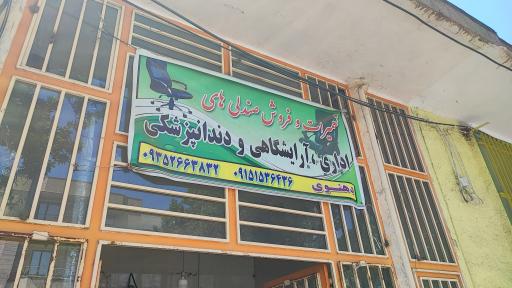 تعمیرات و فروش صندلی های
اداری ، آرایشگاهی و دندانپزشکی
۰۹۳۵۲۶۶۳۸۳۲ ۰۹۱۵۱۵۳۶۴۳۶ دهنوی